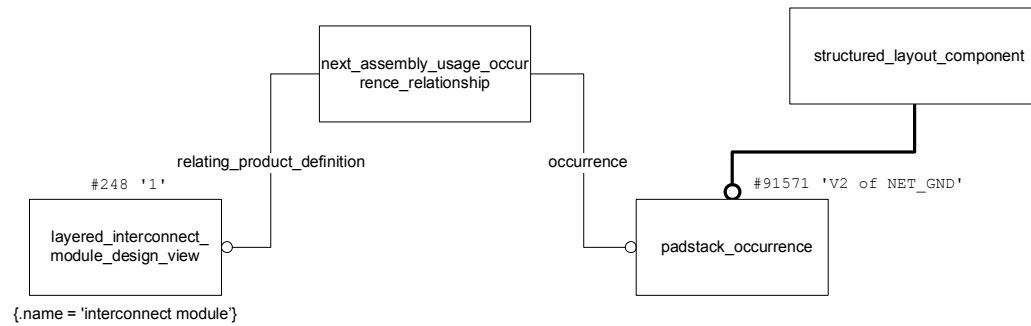 next_assembly_usage_occur
rence_relationship
structured_layout_component
relating_product_definition
occurrence
#248 '1'
#91571 'V2 of NET_GND'
layered_interconnect_
module_design_view
padstack_occurrence
{.name = 'interconnect module'}